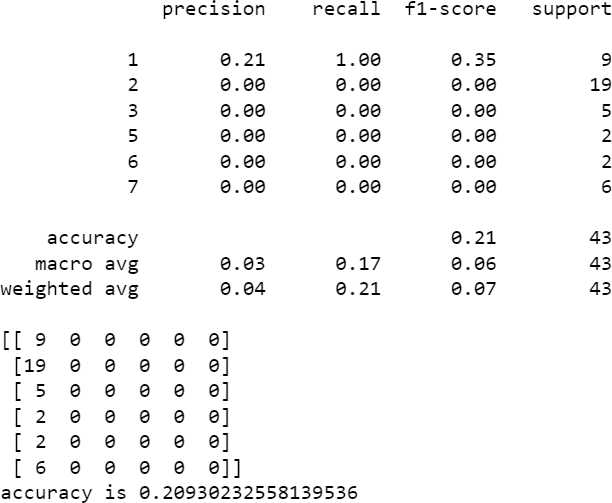 precision recall f1-score support
1 0.21 1.00 0.35 9
2 0.00 0.00 0.00 19
3 0.00 0.00 0.00 5
5 0.00 0.00 0.00 2
6 0.00 0.00 0.00 2
7 0.00 0.00 0.00 6
accuracy 0.21 43
macro avg 0.03 0.17 0.06 43
weighted avg 0.04 0.21 0.07 43
[[ 9 0 0 0 0 0]
[19 0 0 0 0 0]
[ 5 0 0 0 0 0]
[ 2 0 0 0 0 0]
[ 2 0 0 0 0 0]
[ 6 0 0 0 0 0]]
accuracy is 0.20930232558139536